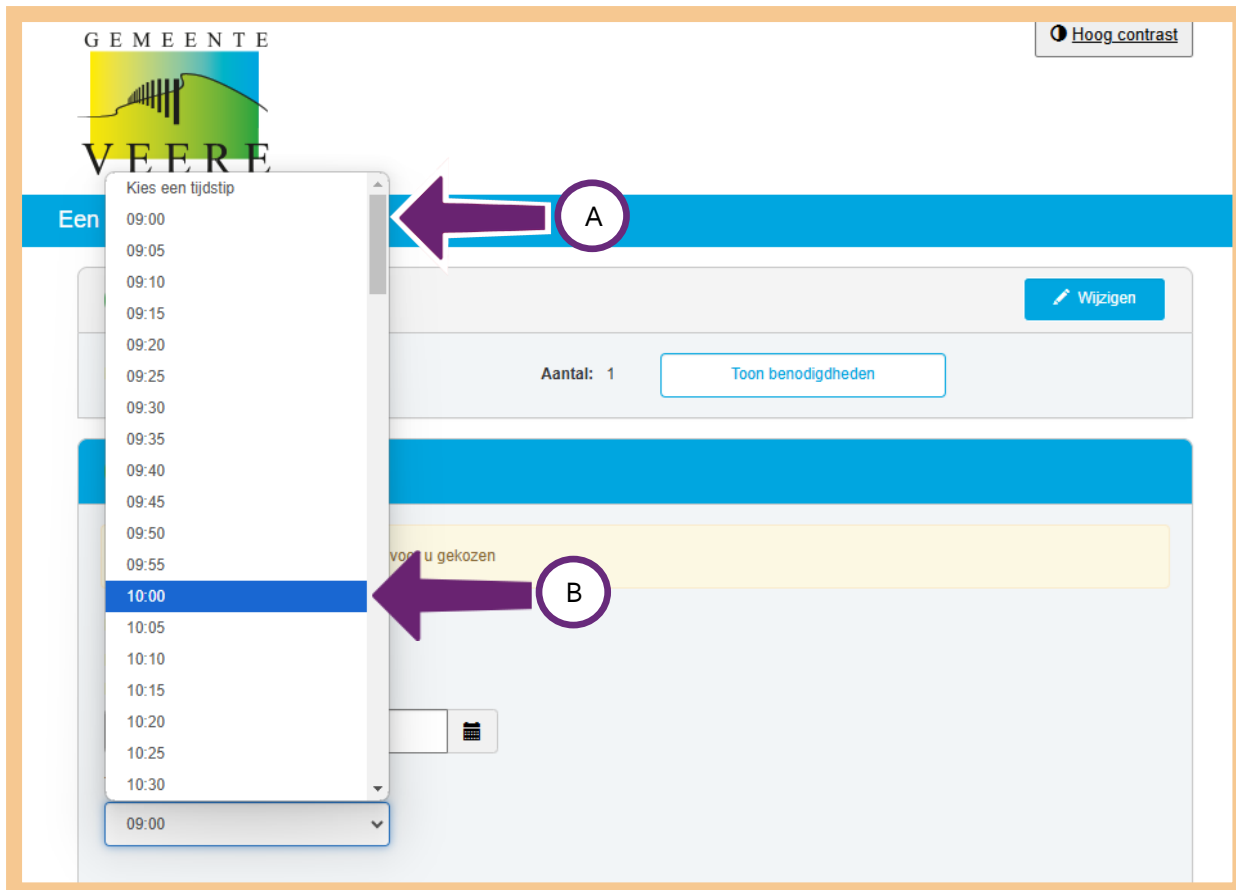 GEMEENTE
VEERE
Hoog contrast
Een
Kies een tijdstip
A
09:00
09:05
09:10
Wijzigen
09:15
09:20
Aantal: 1
Toon benodigdheden
09:25
09:30
09:35
09:40
09:45
09:50
voor u gekozen
09:55
10:00
B
10:05
10:10
10:15
10:20
10:25
10:30
09:00